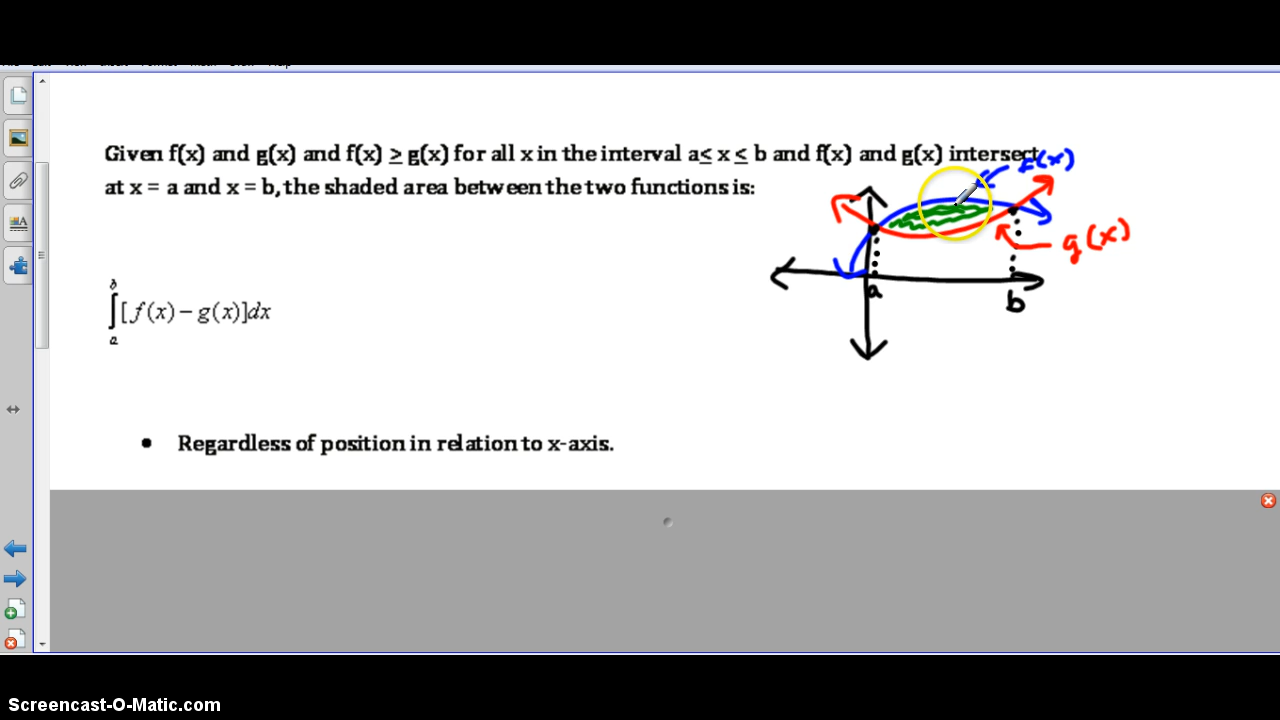 Given f(x) and g(x) and f(x) ≥ g(x) for all x in the interval a ≤ x ≤ b and f(x) and g(x) intersect
at x = a and x = b, the shaded area between the two functions is:
f(x)
g(x)
a
b
b
∫[f(x) – g(x)]dx
a
• Regardless of position in relation to x-axis.
Screencast-O-Matic.com